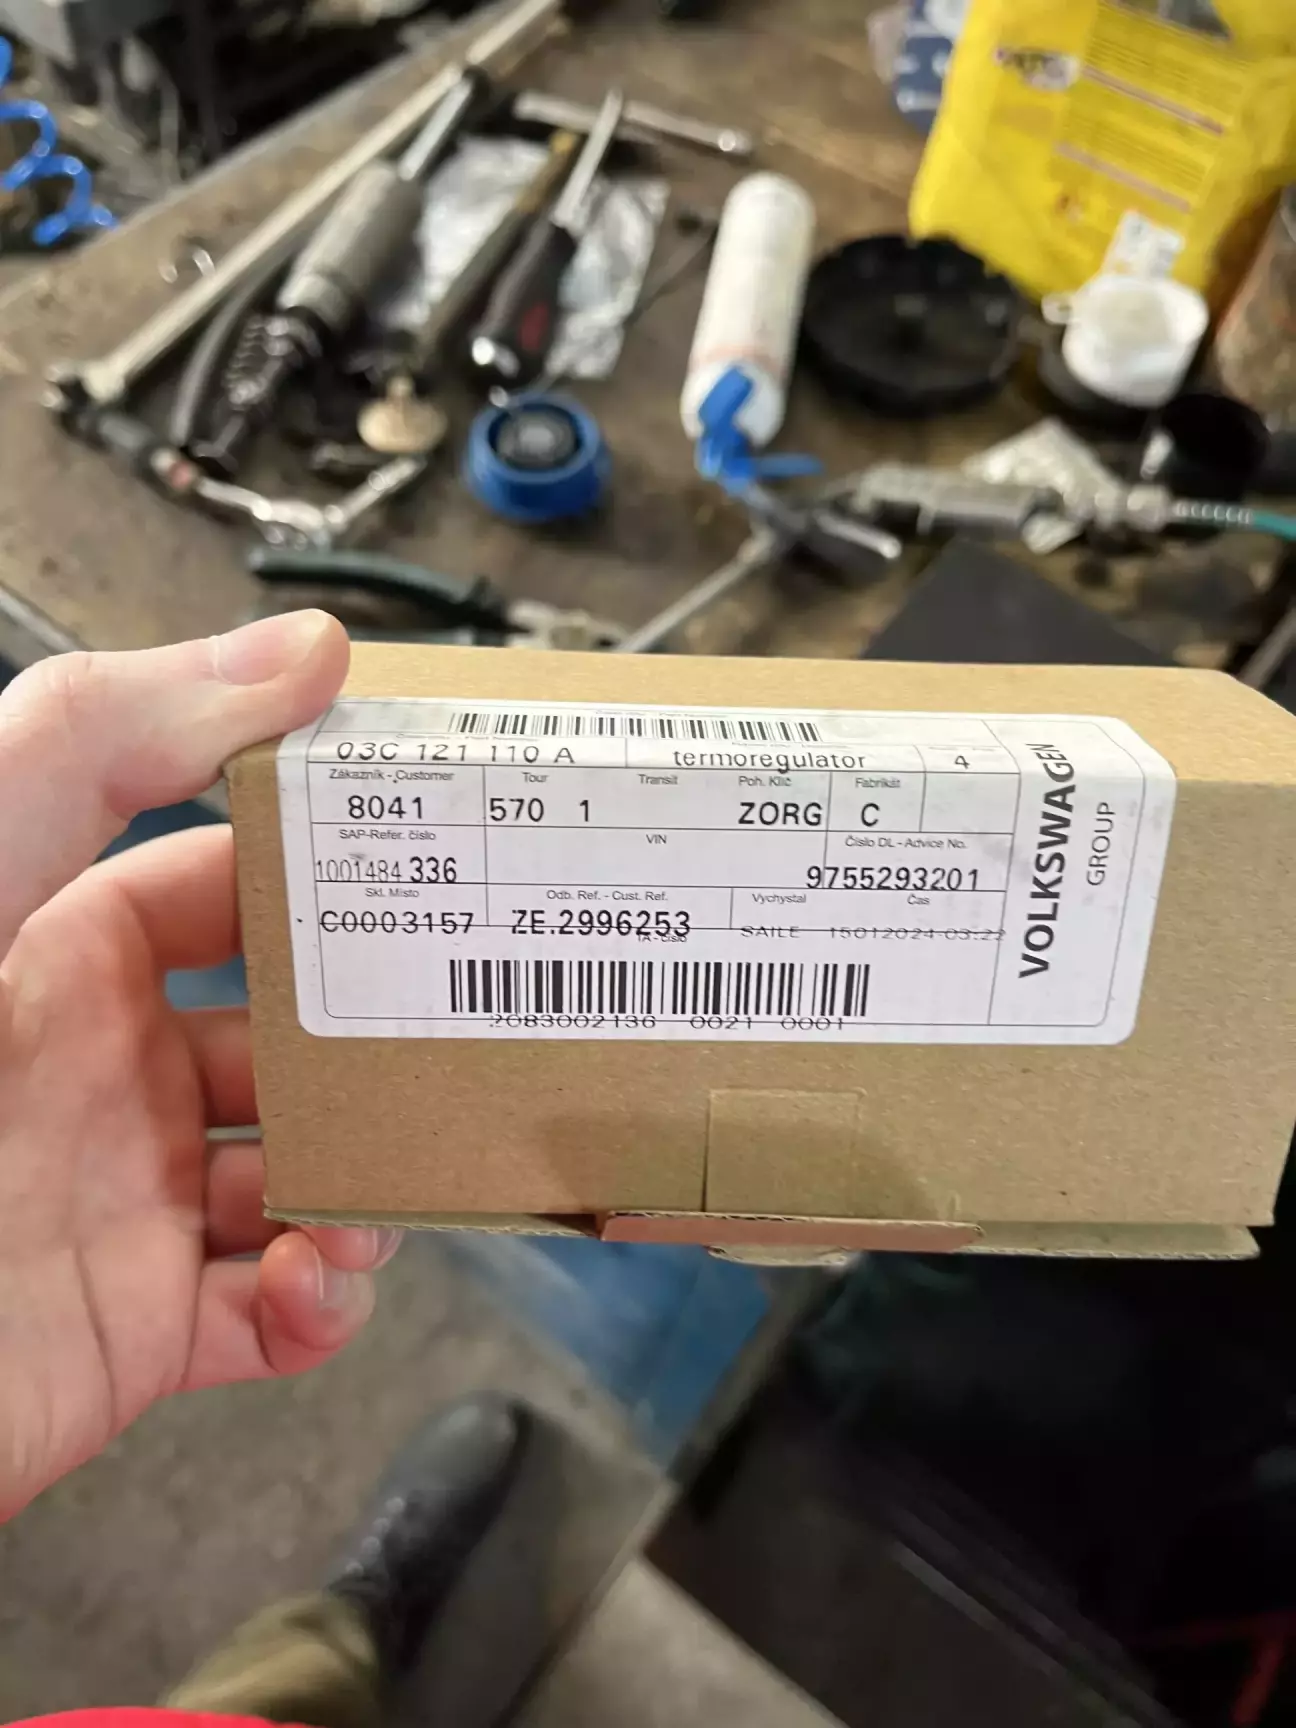 03C 121 110 A termoregulator 4
Zákazník - Customer Tour Transit Poh. Klíč Fabrikát
8041 570 1 ZORG C
SAP-Refer. číslo VIN Číslo DL - Advice No.
1001484 336 9755293201
Skl. Místo Odb. Ref. - Cust. Ref. Vychystal Čas
C0003157 ZE.2996253 SAILE 15012024-03:22
TA - číslo
2083002136 0021 0001
VOLKSWAGEN
GROUP